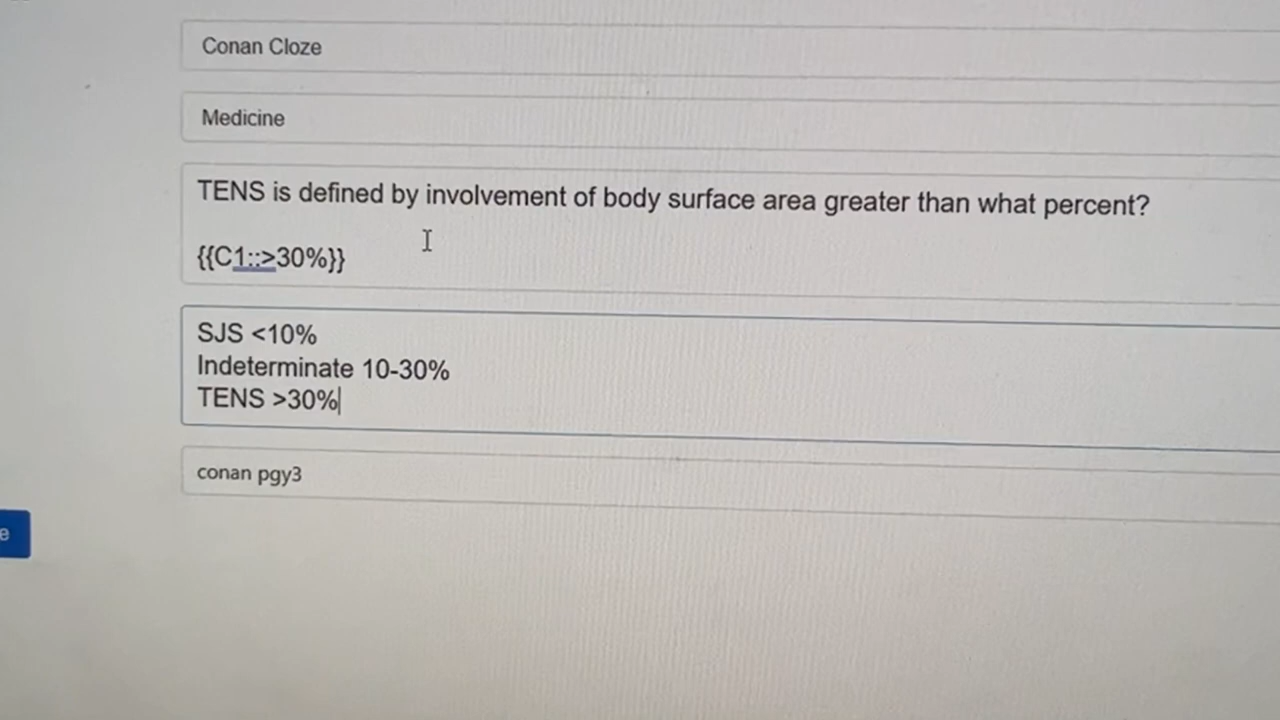 Conan Cloze
Medicine
TENS is defined by involvement of body surface area greater than what percent?
{{C1::>30%}}
SJS <10%
Indeterminate 10-30%
TENS >30%
conan pgy3
e